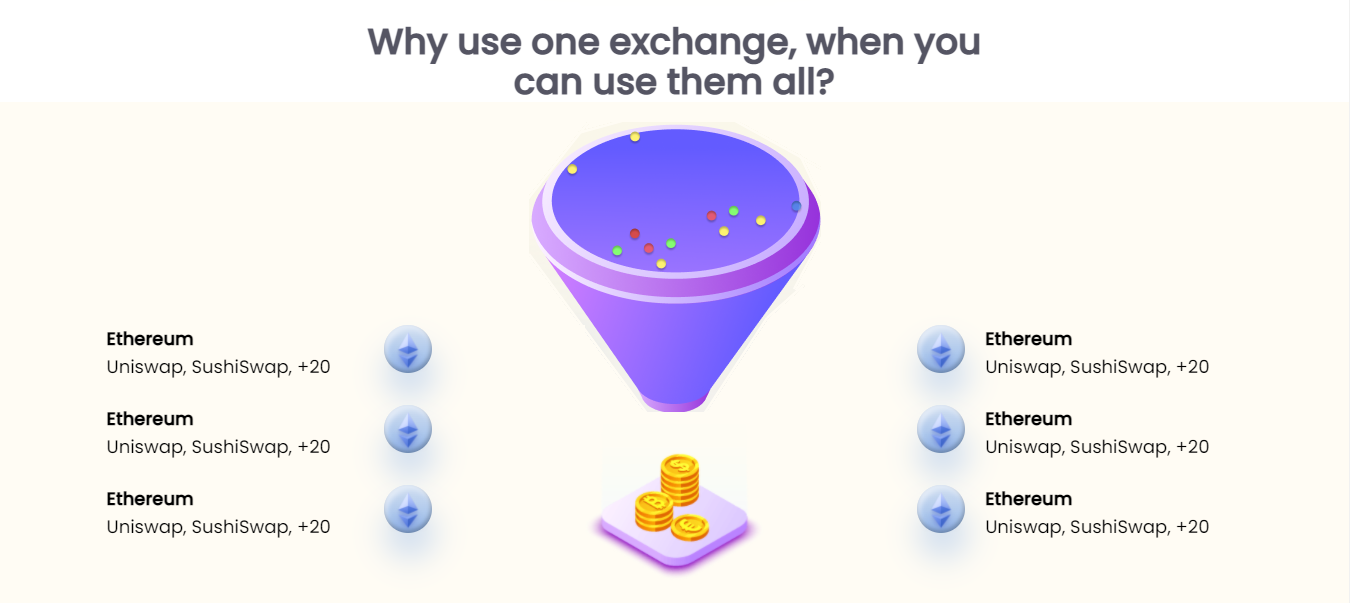 Why use one exchange, when you
can use them all?
Ethereum
Uniswap, SushiSwap, +20
Ethereum
Uniswap, SushiSwap, +20
Ethereum
Uniswap, SushiSwap, +20
Ethereum
Uniswap, SushiSwap, +20
Ethereum
Uniswap, SushiSwap, +20
Ethereum
Uniswap, SushiSwap, +20